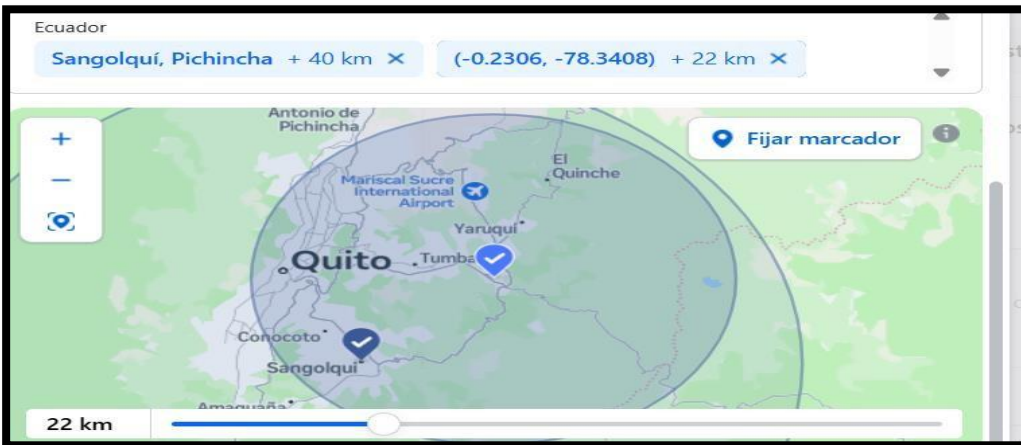 Ecuador
Sangolquí, Pichincha + 40 km ×
(-0.2306, -78.3408) + 22 km ×
Antonio de
Pichincha
+
Fijar marcador
i
El
Quinche
−
Mariscal Sucre
International
Airport
Yaruquí
Quito
Conocoto
Sangolquí
22 km